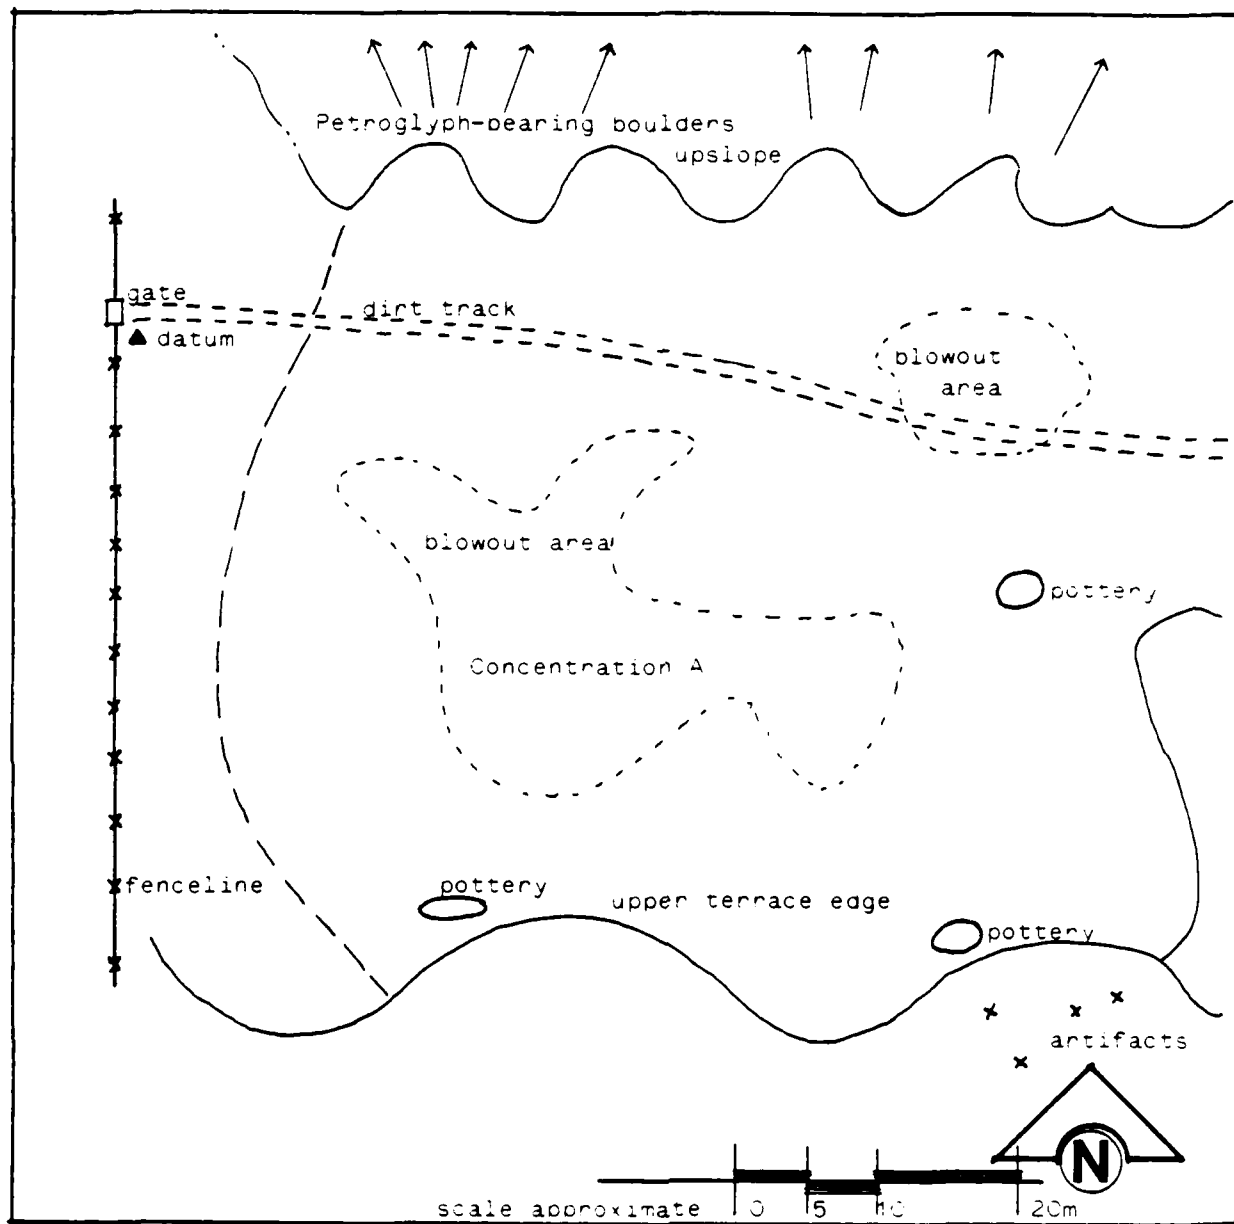 Petroglyph-bearing boulders
upslope
gate
dirt track
datum
blowout
area
blowout area
pottery
Concentration A
fenceline
pottery
upper terrace edge
pottery
artifacts
N
scale approximate 0 5 10 20m